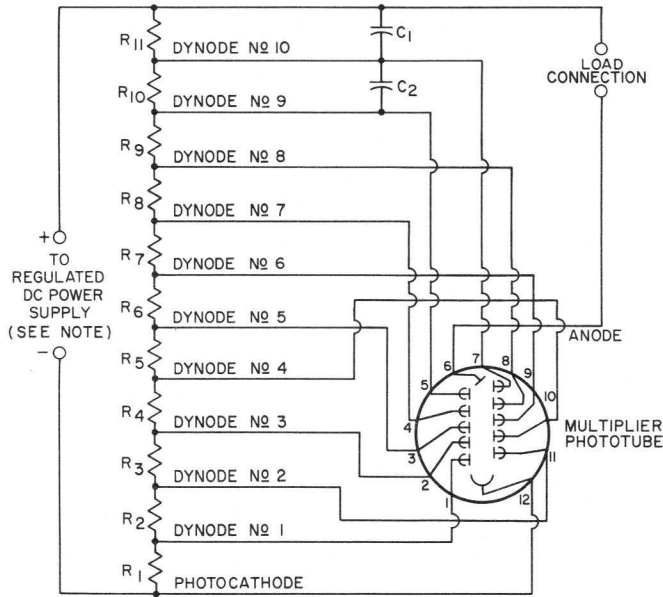 R11
DYNODE № 10
C1
LOAD
CONNECTION
R10
C2
DYNODE № 9
R9
DYNODE № 8
R8
DYNODE № 7
+
TO
REGULATED
DC POWER
SUPPLY
(SEE NOTE)
−
R7
DYNODE № 6
R6
DYNODE № 5
ANODE
R5
DYNODE № 4
R4
DYNODE № 3
R3
DYNODE № 2
R2
DYNODE № 1
R1
PHOTOCATHODE
6
7
8
9
5
10
4
MULTIPLIER
PHOTOTUBE
3
11
2
1
12